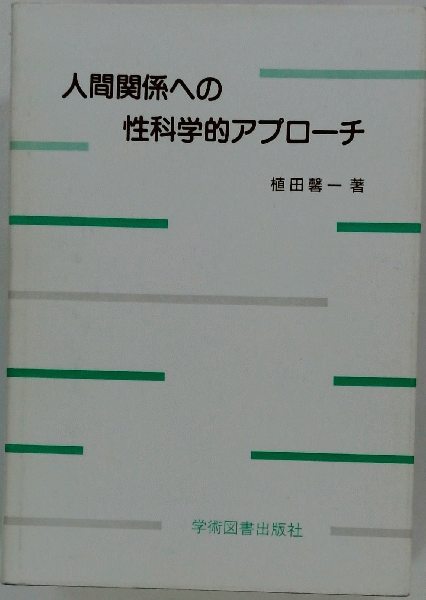 人間関係への
性科学的アプローチ
植田馨一 著
学術図書出版社